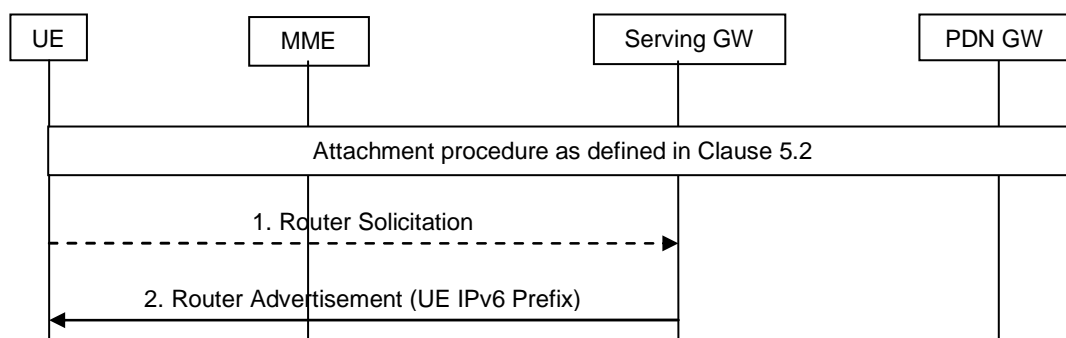 UE
MME
Serving GW
PDN GW
Attachment procedure as defined in Clause 5.2
1. Router Solicitation
2. Router Advertisement (UE IPv6 Prefix)